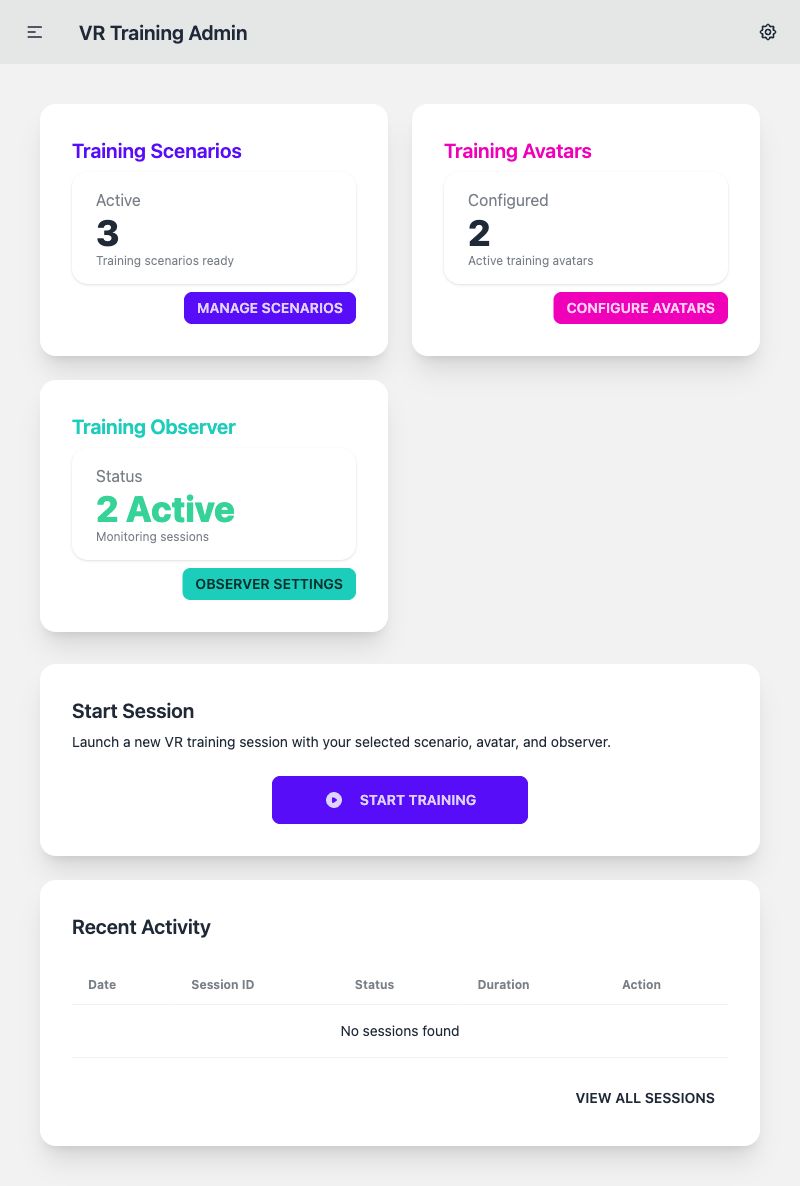 VR Training Admin
Training Scenarios
Active
3
Training scenarios ready
MANAGE SCENARIOS
Training Avatars
Configured
2
Active training avatars
CONFIGURE AVATARS
Training Observer
Status
2 Active
Monitoring sessions
OBSERVER SETTINGS
Start Session
Launch a new VR training session with your selected scenario, avatar, and observer.
START TRAINING
Recent Activity
Date Session ID Status Duration Action
No sessions found
VIEW ALL SESSIONS